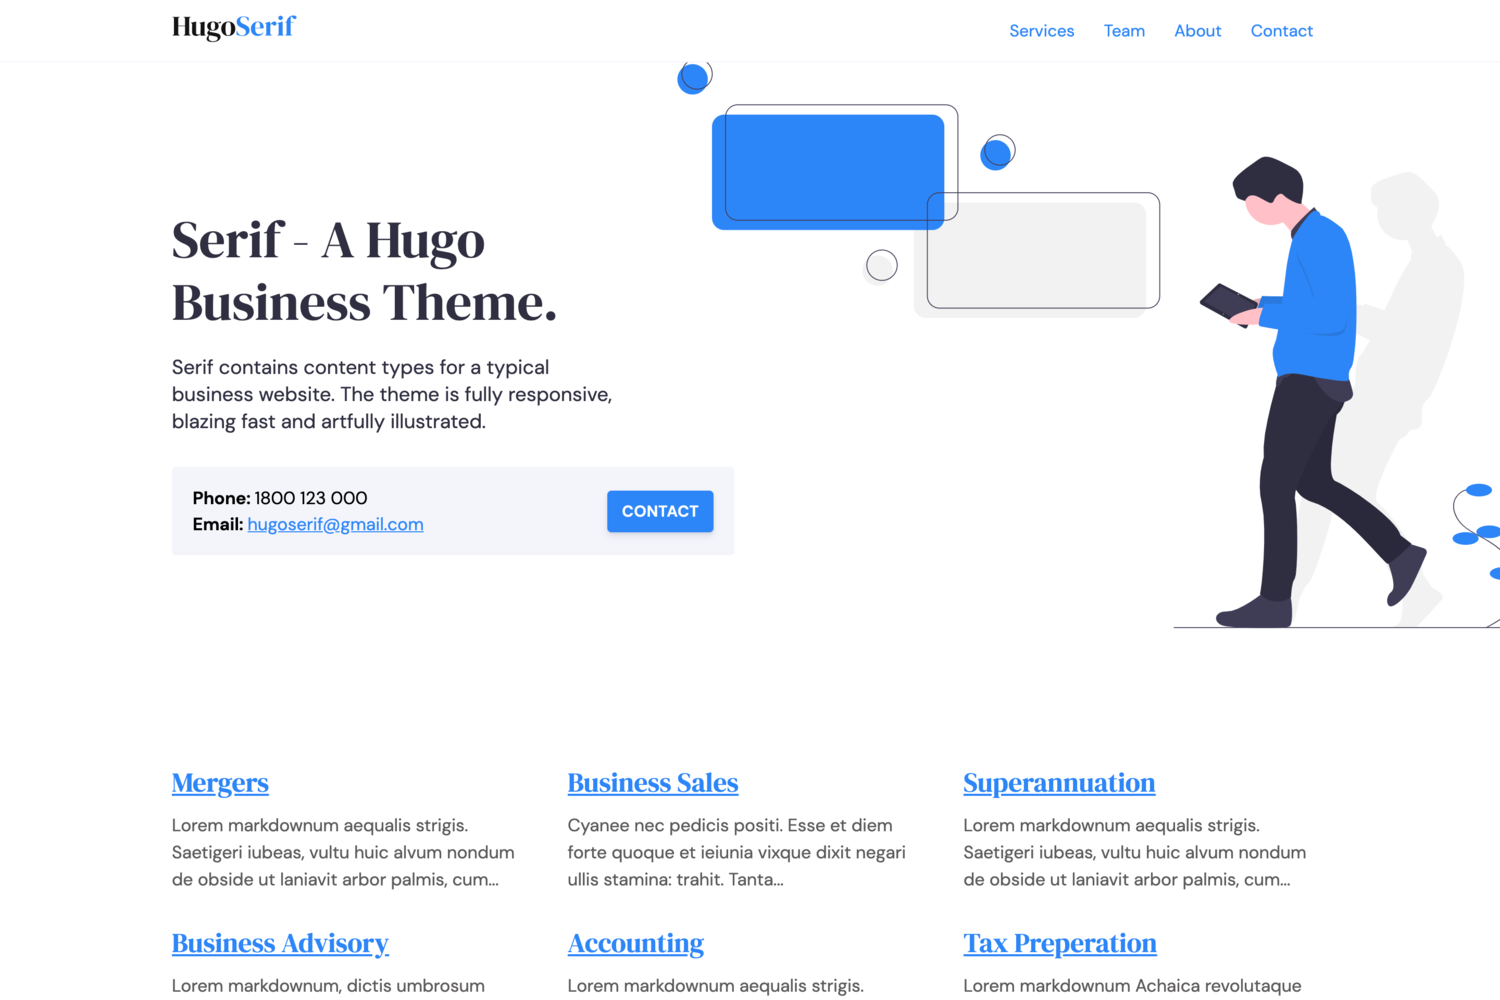 HugoSerif
Services Team About Contact
Serif - A Hugo
Business Theme.
Serif contains content types for a typical
business website. The theme is fully responsive,
blazing fast and artfully illustrated.
Phone: 1800 123 000
Email: hugoserif@gmail.com
CONTACT
Mergers
Lorem markdownum aequalis strigis.
Saetigeri iubeas, vultu huic alvum nondum
de obside ut laniavit arbor palmis, cum...
Business Sales
Cyanee nec pedicis positi. Esse et diem
forte quoque et ieiunia vixque dixit negari
ullis stamina: trahit. Tanta...
Superannuation
Lorem markdownum aequalis strigis.
Saetigeri iubeas, vultu huic alvum nondum
de obside ut laniavit arbor palmis, cum...
Business Advisory
Lorem markdownum, dictis umbrosum
Accounting
Lorem markdownum aequalis strigis.
Tax Preperation
Lorem markdownum Achaica revolutaque